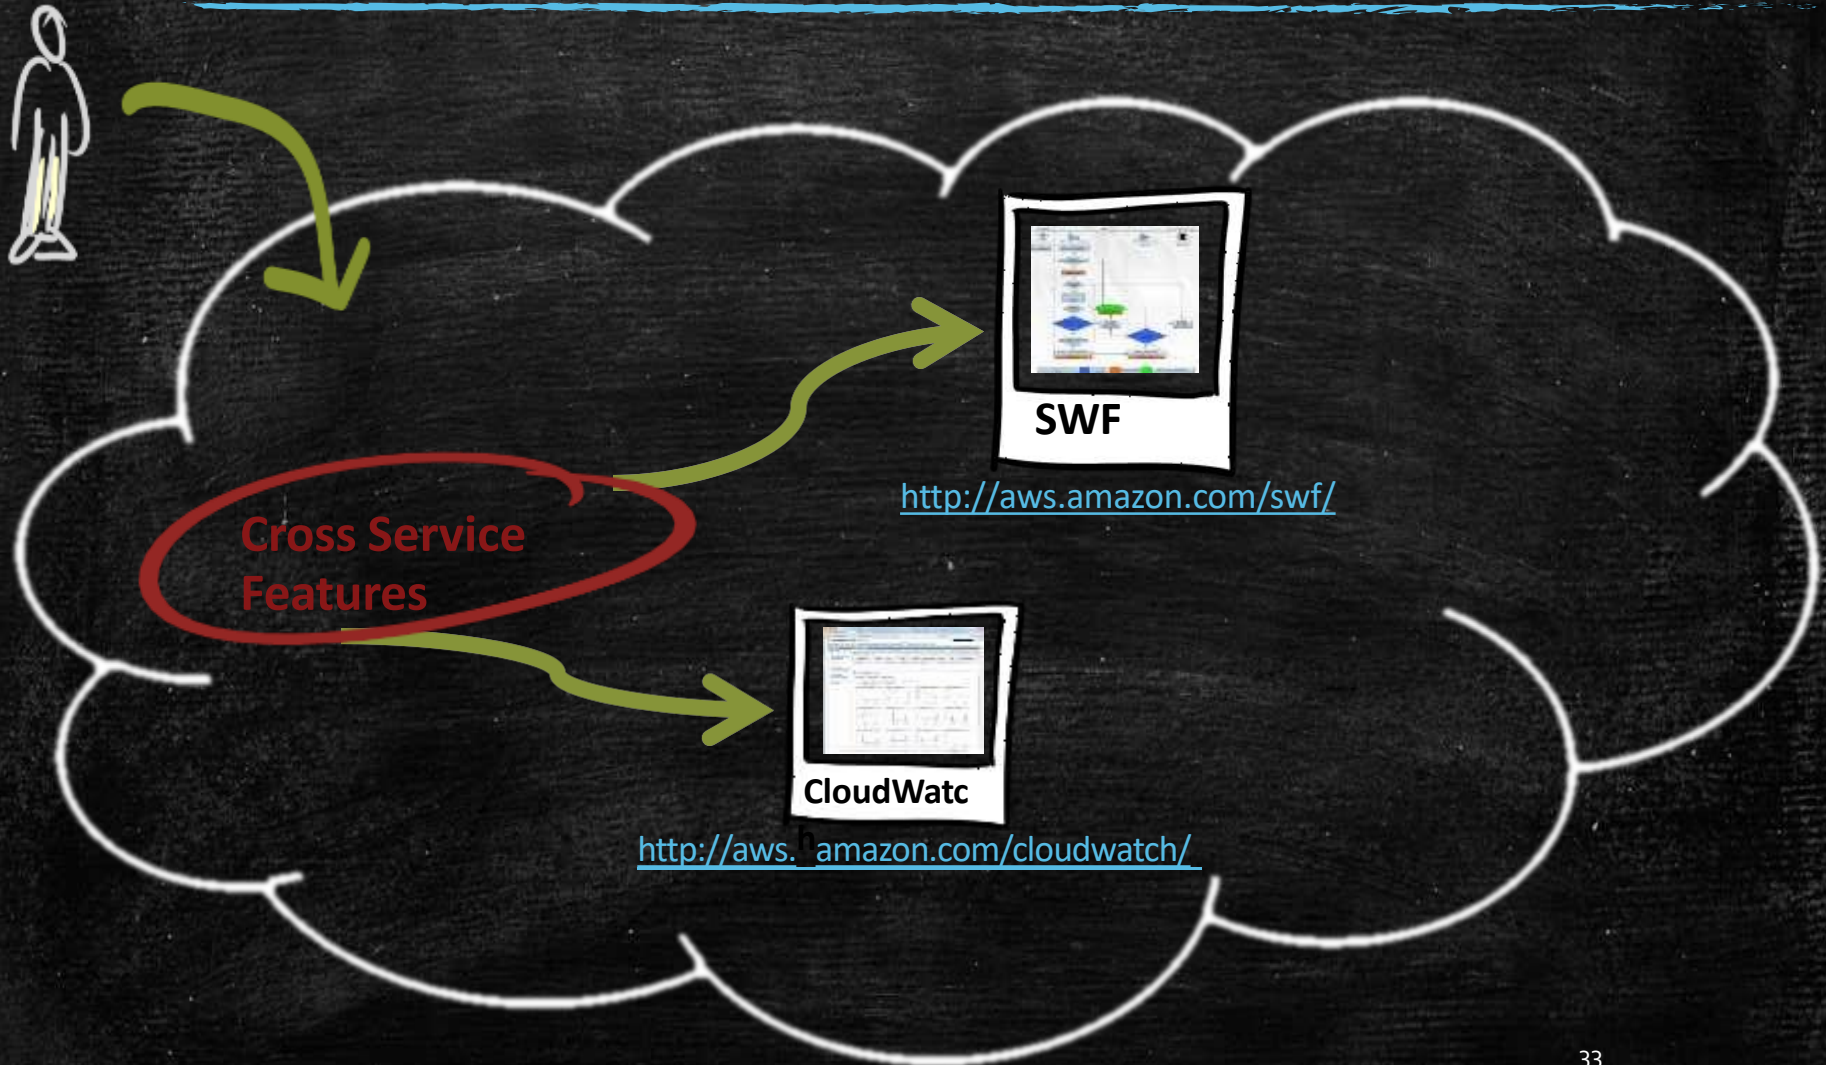 SWF
http://aws.amazon.com/swf/
Cross Service
Features
CloudWatc
h
http://aws.amazon.com/cloudwatch/
33